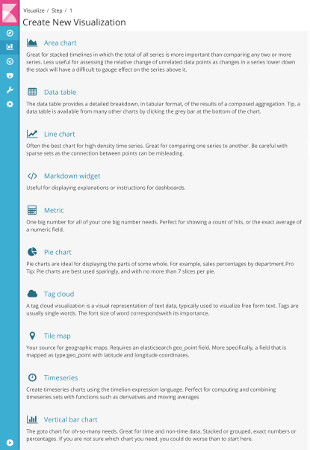 Visualize / Step / 1
Create New Visualization
Area chart
Great for stacked timelines in which the total of all series is more important than comparing any two or more
series. Less useful for assessing the relative change of unrelated data points as changes in a series lower down
the stack will have a difficult to gauge effect on the series above it.
Data table
The data table provides a detailed breakdown, in tabular format, of the results of a composed aggregation. Tip, a
data table is available from many other charts by clicking the grey bar at the bottom of the chart.
Line chart
Often the best chart for high density time series. Great for comparing one series to another. Be careful with
sparse sets as the connection between points can be misleading.
Markdown widget
Useful for displaying explanations or instructions for dashboards.
Metric
One big number for all of your one big number needs. Perfect for showing a count of hits, or the exact average of
a numeric field.
Pie chart
Pie charts are ideal for displaying the parts of some whole. For example, sales percentages by department.Pro
Tip: Pie charts are best used sparingly, and with no more than 7 slices per pie.
Tag cloud
A tag cloud visualization is a visual representation of text data, typically used to visualize free form text. Tags are
usually single words. The font size of word correspondswith its importance.
Tile map
Your source for geographic maps. Requires an elasticsearch geo_point field. More specifically, a field that is
mapped as type:geo_point with latitude and longitude coordinates.
Timeseries
Create timeseries charts using the timelion expression language. Perfect for computing and combining
timeseries sets with functions such as derivatives and moving averages
Vertical bar chart
The goto chart for oh-so-many needs. Great for time and non-time data. Stacked or grouped, exact numbers or
percentages. If you are not sure which chart you need, you could do worse than to start here.